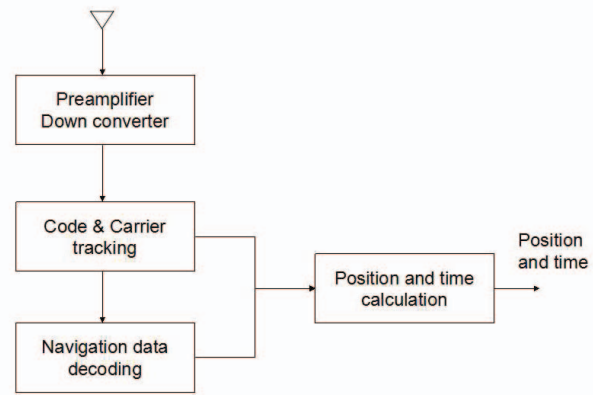 Preamplifier
Down converter
Code & Carrier
tracking
Position
and time
Position and time
calculation
Navigation data
decoding